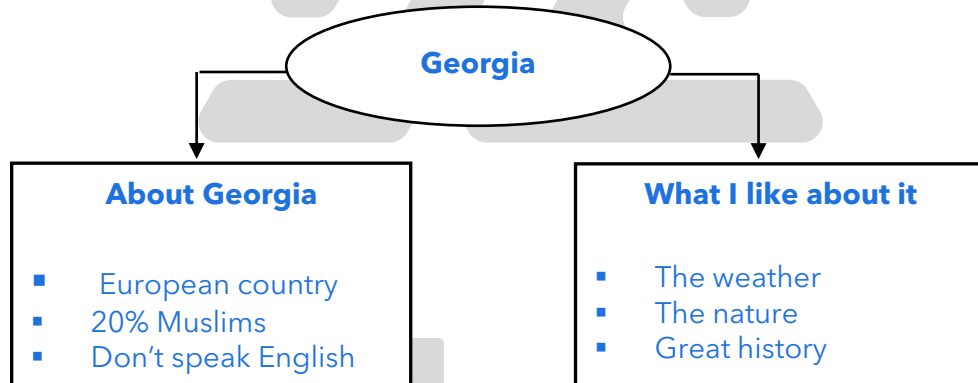 Georgia
About Georgia
▪ European country
▪ 20% Muslims
▪ Don't speak English
What I like about it
▪ The weather
▪ The nature
▪ Great history